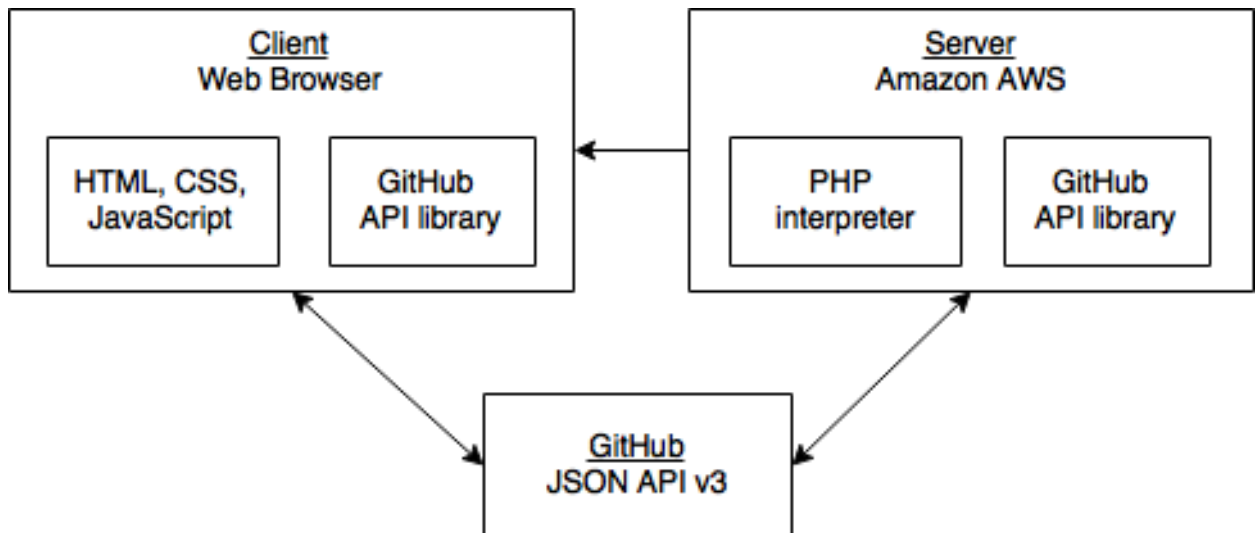 Client
Web Browser
HTML, CSS,
JavaScript
GitHub
API library
Server
Amazon AWS
PHP
interpreter
GitHub
API library
GitHub
JSON API v3